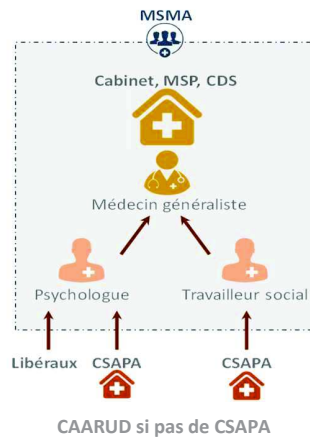 MSMA
Cabinet, MSP, CDS
Médecin généraliste
Psychologue Travailleur social
Libéraux CSAPA CSAPA
CAARUD si pas de CSAPA